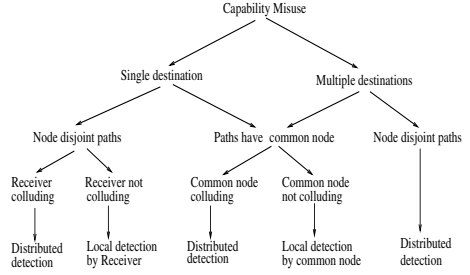 Capability Misuse
Single destination
Multiple destinations
Node disjoint paths
Paths have common node
Node disjoint paths
Receiver
colluding
Receiver not
colluding
Common node
colluding
Common node
not colluding
Distributed
detection
Local detection
by Receiver
Distributed
detection
Local detection
by common node
Distributed
detection